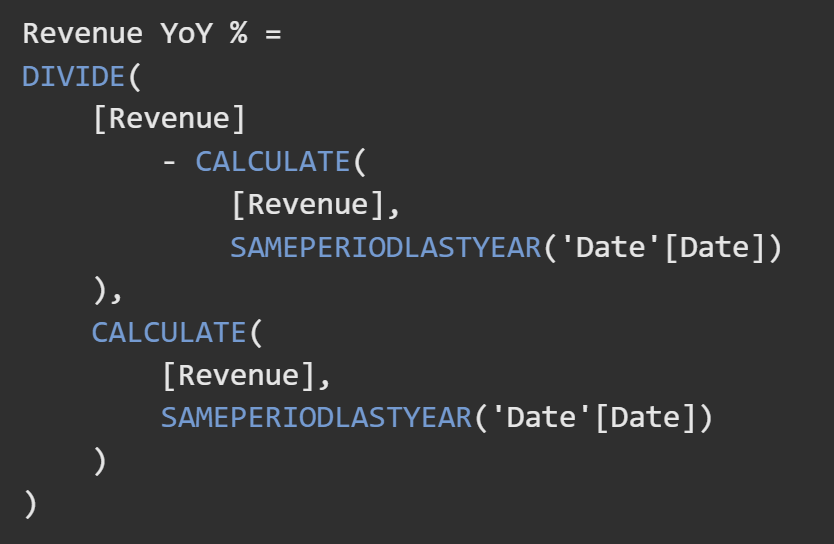 Revenue YoY % =
DIVIDE(
    [Revenue]
        - CALCULATE(
            [Revenue],
            SAMEPERIODLASTYEAR('Date'[Date])
    ),
    CALCULATE(
        [Revenue],
        SAMEPERIODLASTYEAR('Date'[Date])
    )
)